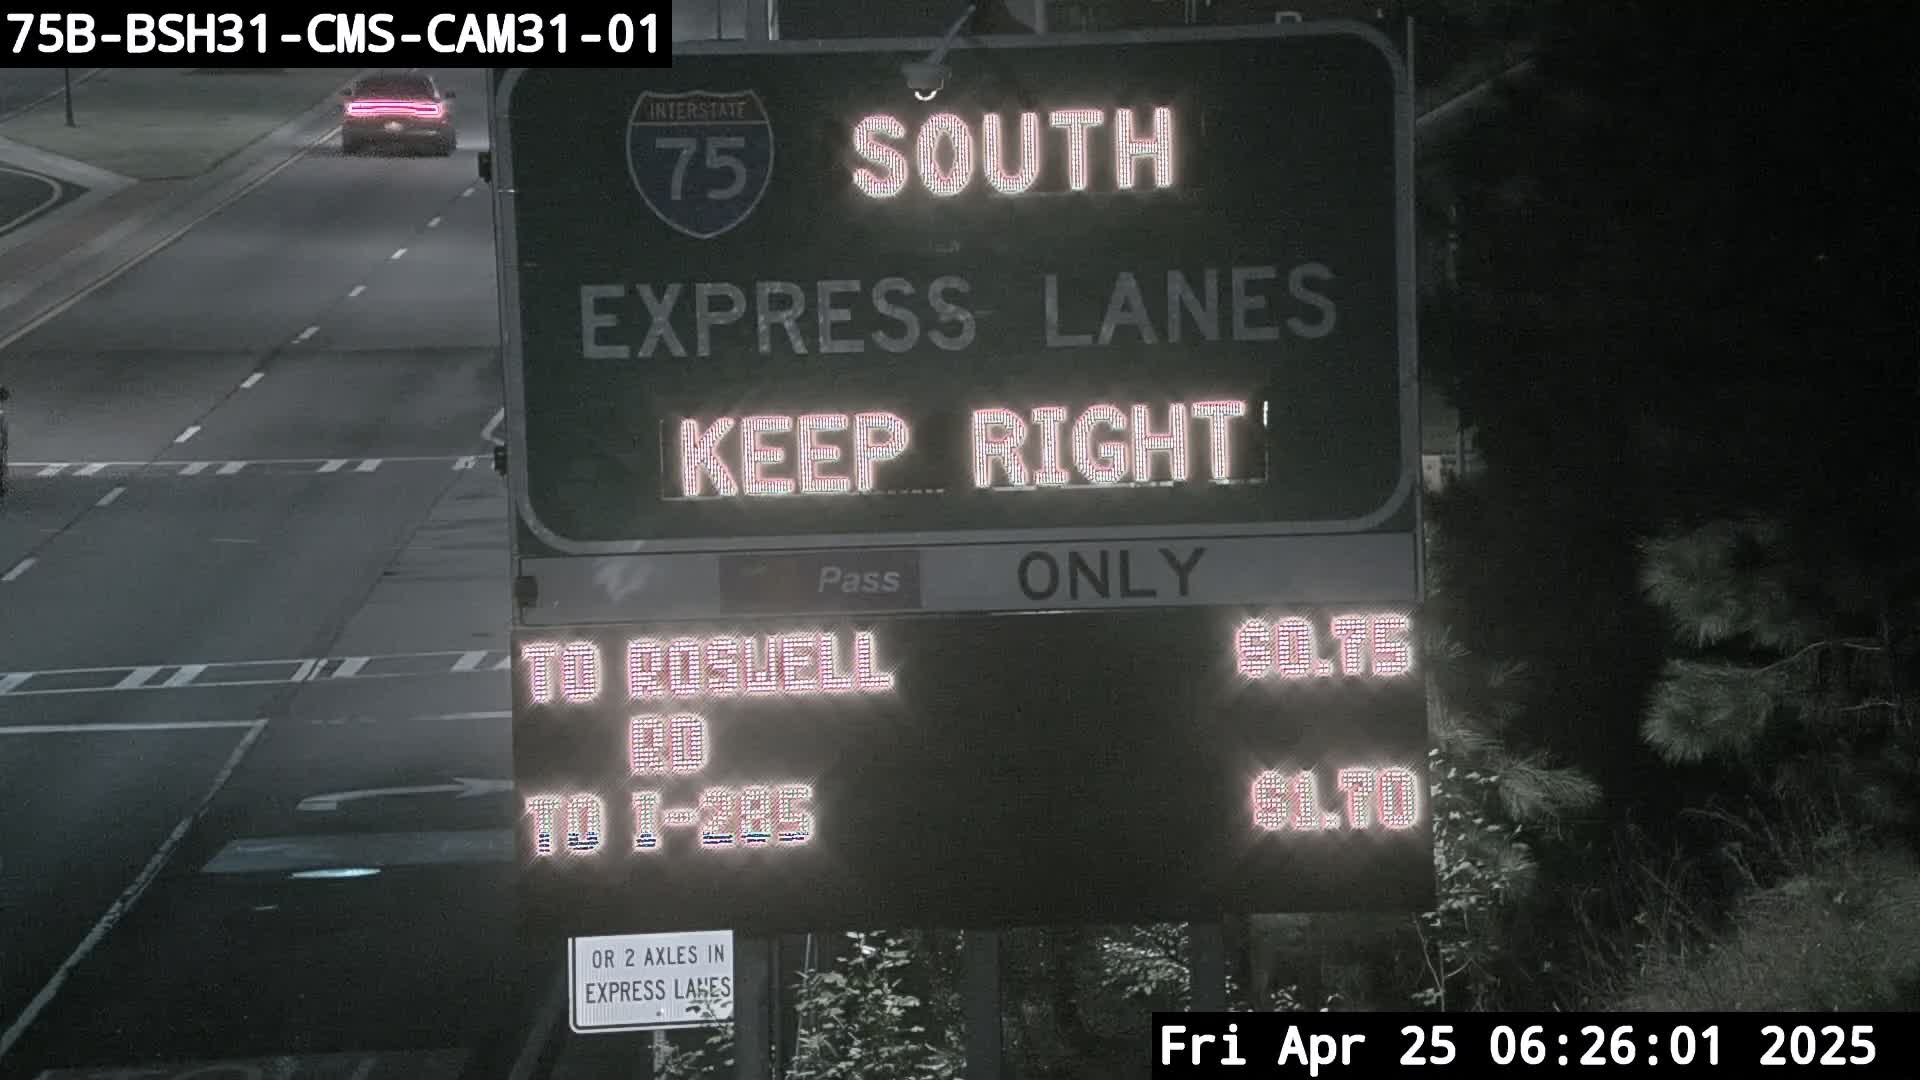 75B-BSH31-CMS-CAM31-01
INTERSTATE
75
SOUTH
EXPRESS LANES
KEEP RIGHT
Pass ONLY
TO ROSWELL $0.75
RD
TO I-285 $1.70
OR 2 AXLES IN
EXPRESS LANES
Fri Apr 25 06:26:01 2025